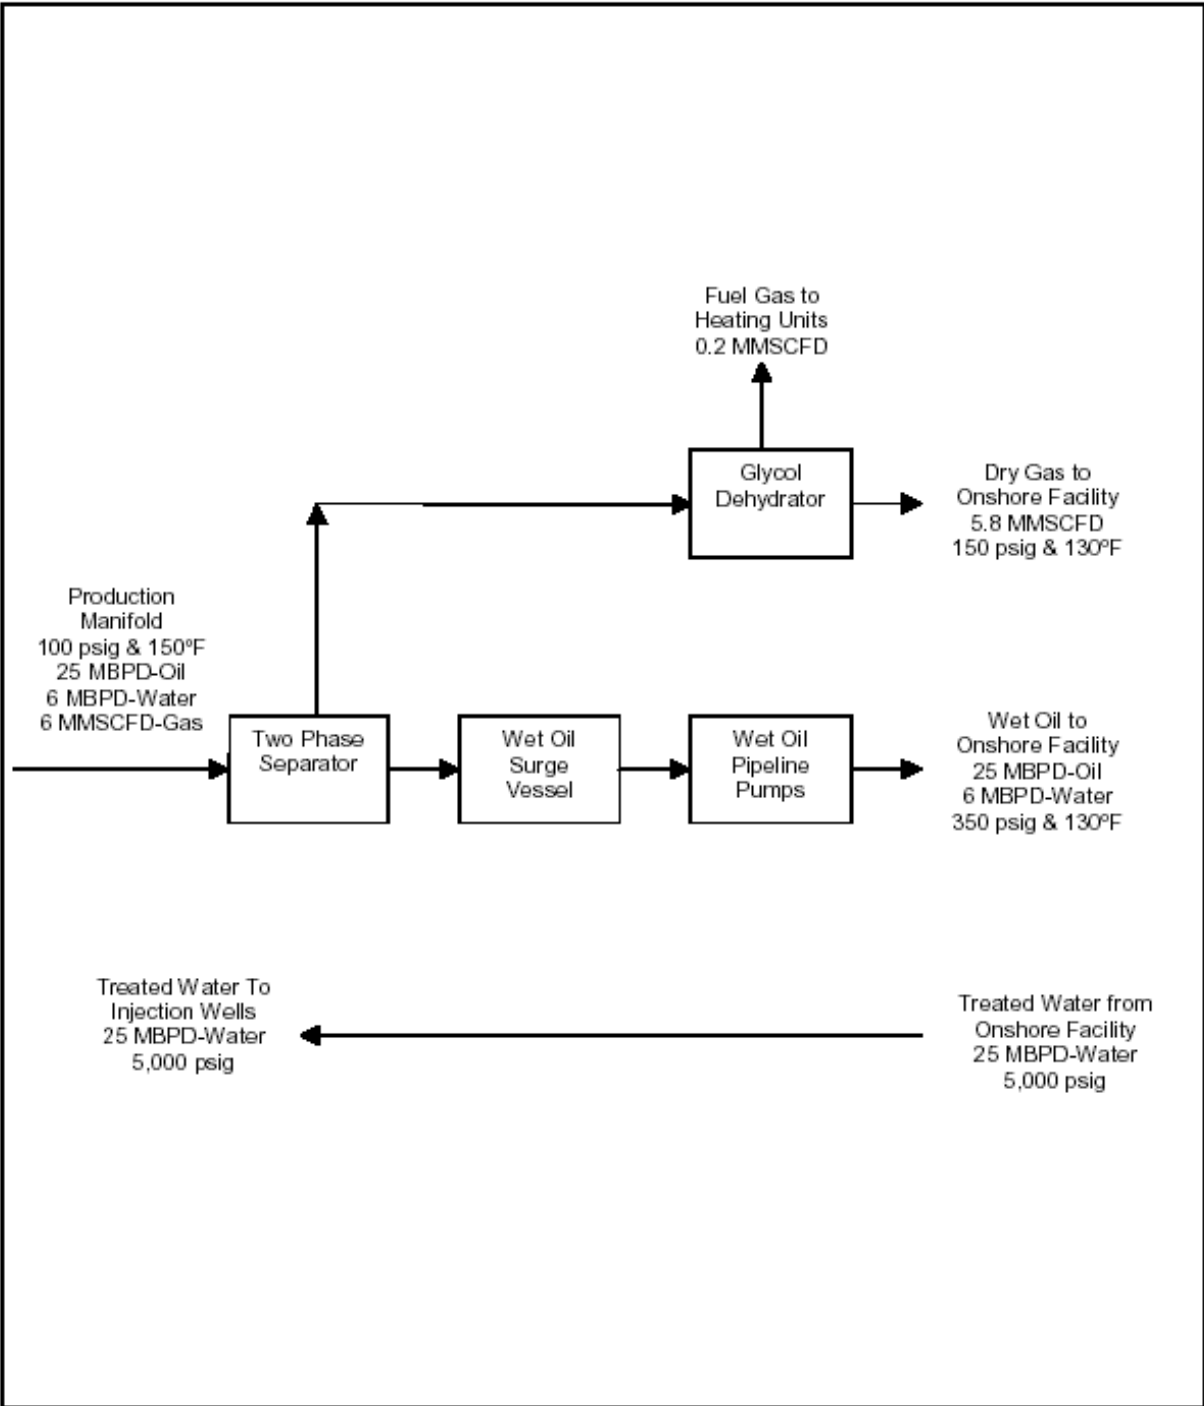 Fuel Gas to
Heating Units
0.2 MMSCFD
Glycol
Dehydrator
Dry Gas to
Onshore Facility
5.8 MMSCFD
150 psig & 130ºF
Production
Manifold
100 psig & 150ºF
25 MBPD-Oil
6 MBPD-Water
6 MMSCFD-Gas
Two Phase
Separator
Wet Oil
Surge
Vessel
Wet Oil
Pipeline
Pumps
Wet Oil to
Onshore Facility
25 MBPD-Oil
6 MBPD-Water
350 psig & 130ºF
Treated Water To
Injection Wells
25 MBPD-Water
5,000 psig
Treated Water from
Onshore Facility
25 MBPD-Water
5,000 psig